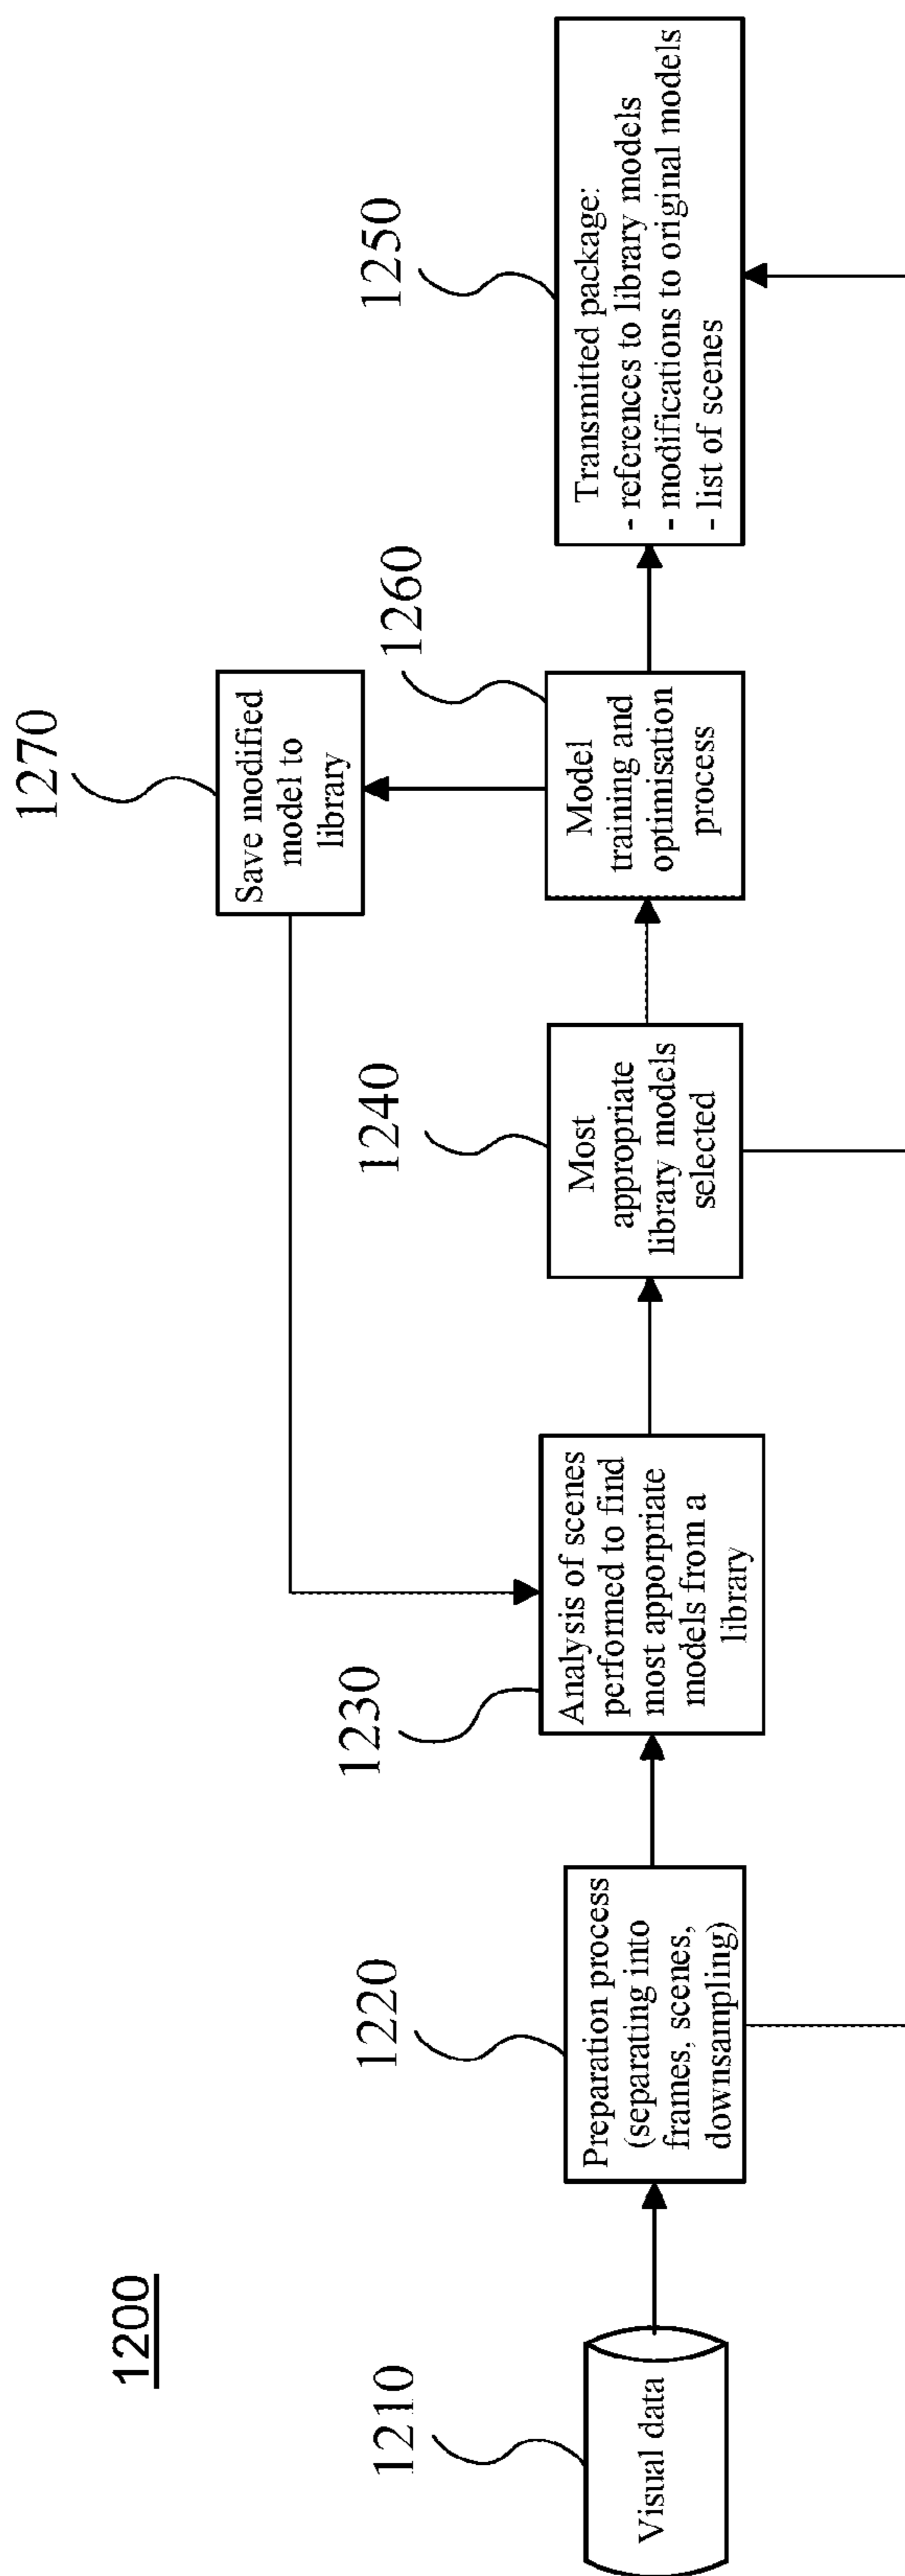 1200
1210
Visual data
1220
Preparation process
(separating into
frames, scenes,
downsampling)
1230
Analysis of scenes
performed to find
most apporpriate
models from a
library
1240
Most
appropriate
library models
selected
1270
Save modified
model to
library
1260
Model
training and
optimisation
process
1250
Transmitted package:
- references to library models
- modifications to original models
- list of scenes